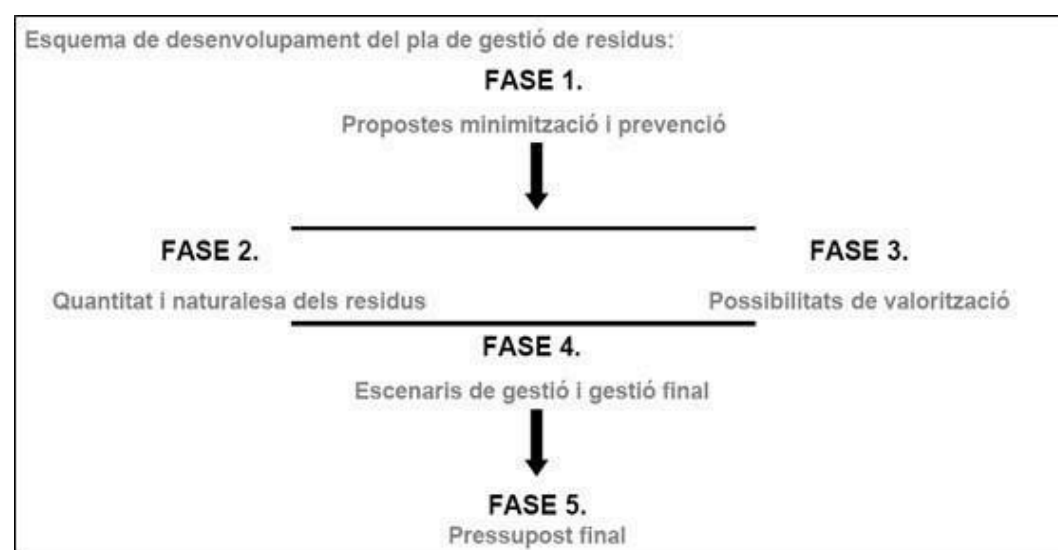 Esquema de desenvolupament del pla de gestió de residus:
FASE 1.
Propostes minimització i prevenció
FASE 2.
FASE 3.
Quantitat i naturalesa dels residus
Possibilitats de valorització
FASE 4.
Escenaris de gestió i gestió final
FASE 5.
Pressupost final